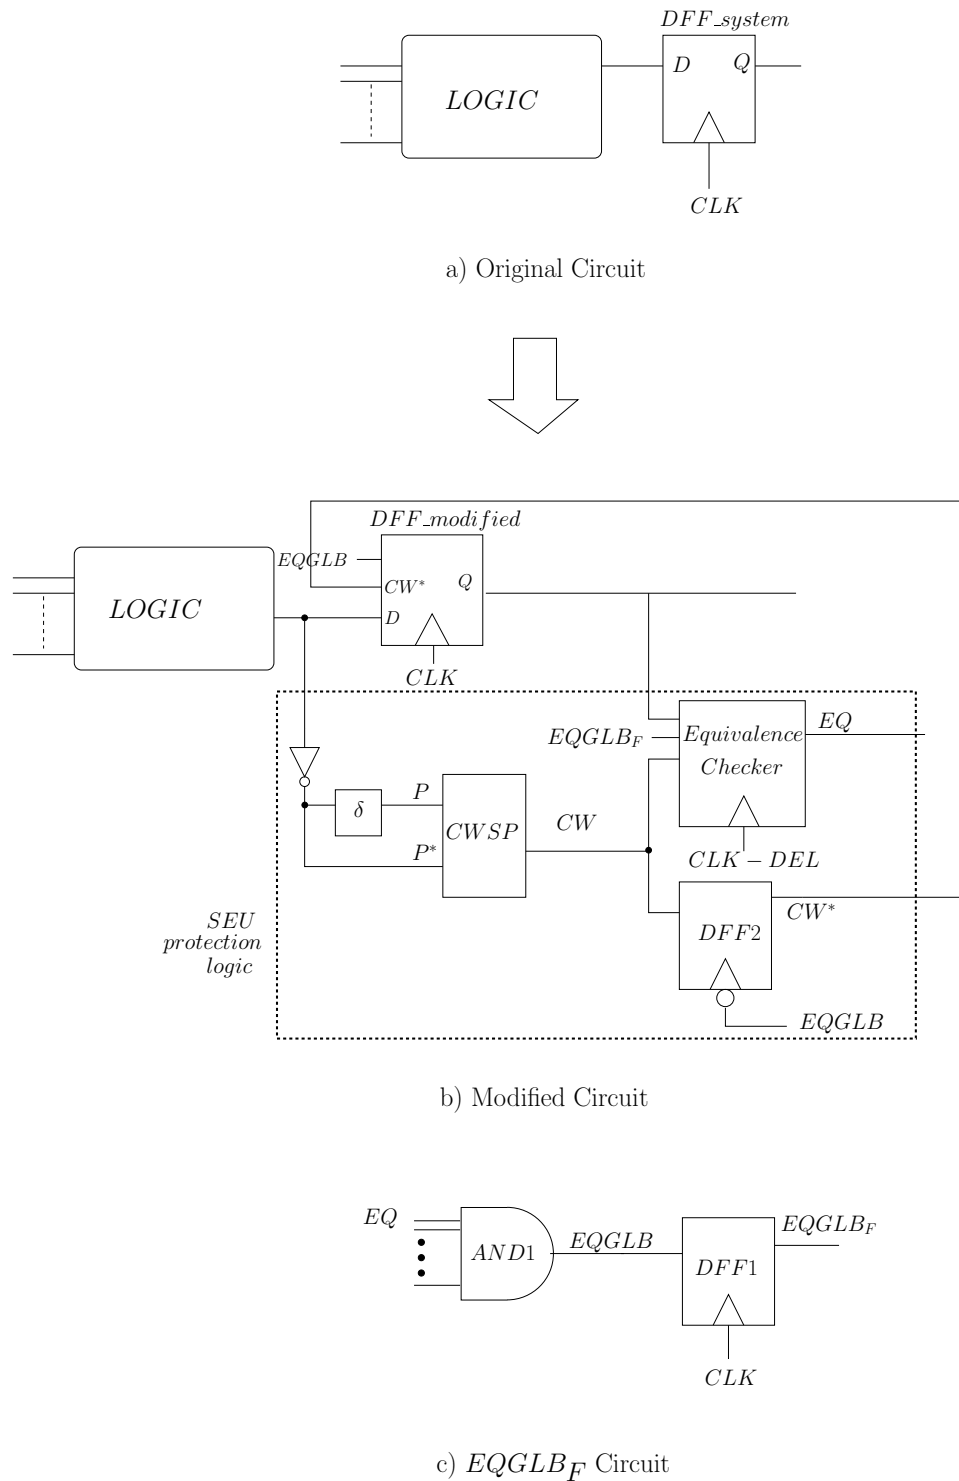 DFF_system
D Q
LOGIC
CLK
a) Original Circuit
DFF_modified
EQGLB
CW* Q
LOGIC
D
CLK
EQ
EQGLB_F Equivalence
Checker
P
δ
CWSP
CW
P*
CLK − DEL
CW*
SEU
protection
logic
DFF2
EQGLB
b) Modified Circuit
EQ
EQGLB_F
AND1
EQGLB
DFF1
CLK
c) EQGLB_F Circuit